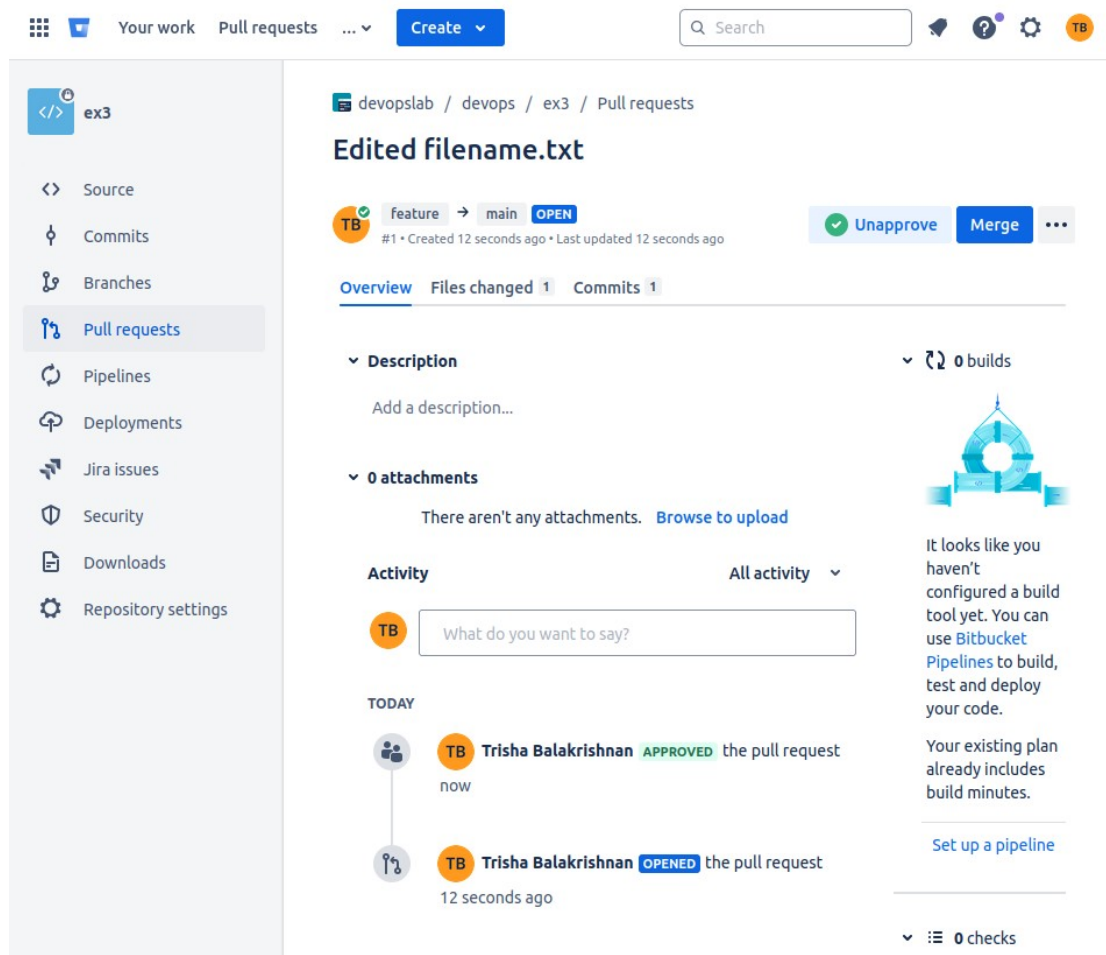 Your work Pull requests ... Create Search ? TB
</> ex3
Source
Commits
Branches
Pull requests
Pipelines
Deployments
Jira issues
Security
Downloads
Repository settings
devopslab / devops / ex3 / Pull requests
Edited filename.txt
TB feature → main OPEN
#1 • Created 12 seconds ago • Last updated 12 seconds ago
Unapprove Merge •••
Overview Files changed 1 Commits 1
Description
Add a description...
0 attachments
There aren't any attachments. Browse to upload
Activity All activity
TB What do you want to say?
TODAY
TB Trisha Balakrishnan APPROVED the pull request
now
TB Trisha Balakrishnan OPENED the pull request
12 seconds ago
0 builds
It looks like you
haven't
configured a build
tool yet. You can
use Bitbucket
Pipelines to build,
test and deploy
your code.
Your existing plan
already includes
build minutes.
Set up a pipeline
0 checks